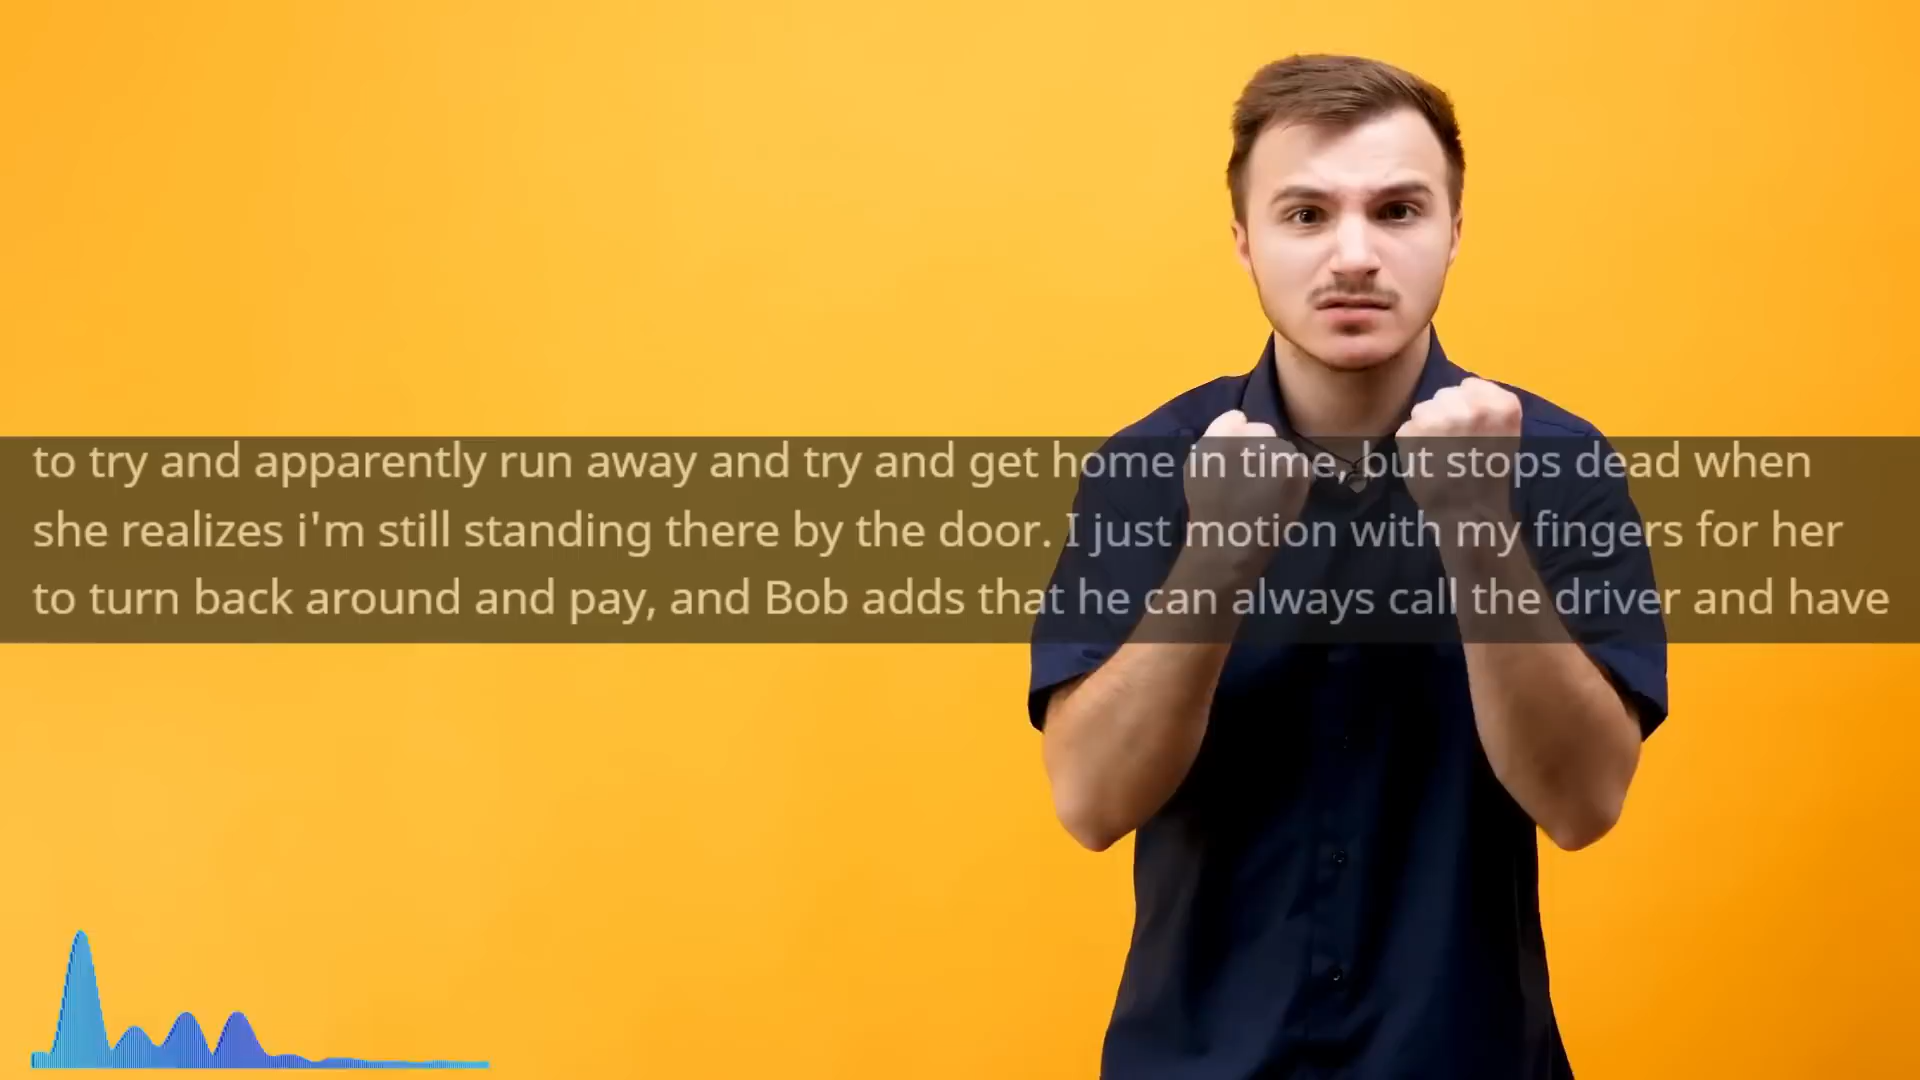 to try and apparently run away and try and get home in time, but stops dead when
she realizes i'm still standing there by the door. I just motion with my fingers for her
to turn back around and pay, and Bob adds that he can always call the driver and have